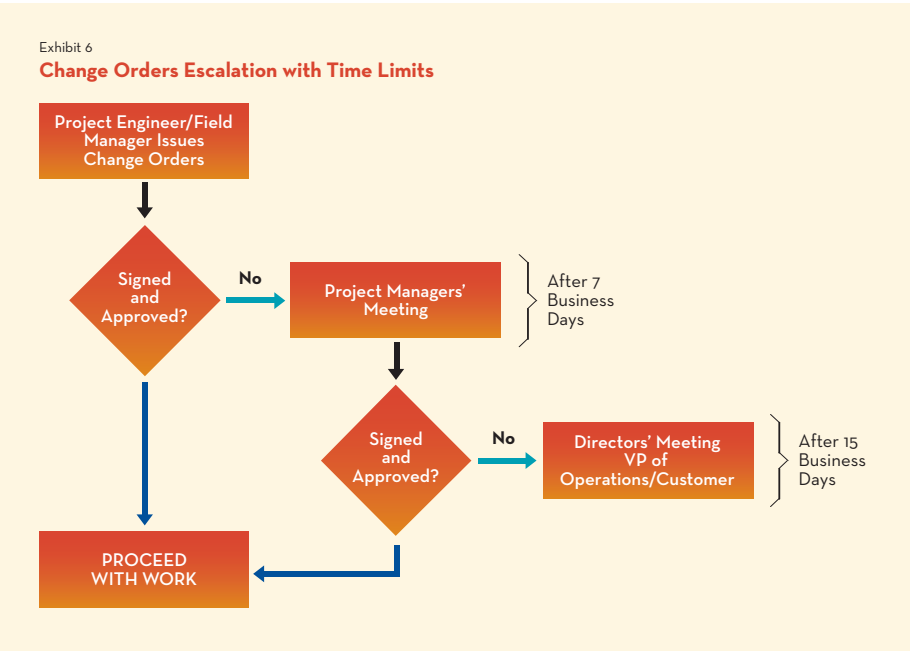 Exhibit 6
Change Orders Escalation with Time Limits
Project Engineer/Field
Manager Issues
Change Orders
Signed
and
Approved?
No
Project Managers'
Meeting
After 7
Business
Days
Signed
and
Approved?
No
Directors' Meeting
VP of
Operations/Customer
After 15
Business
Days
PROCEED
WITH WORK